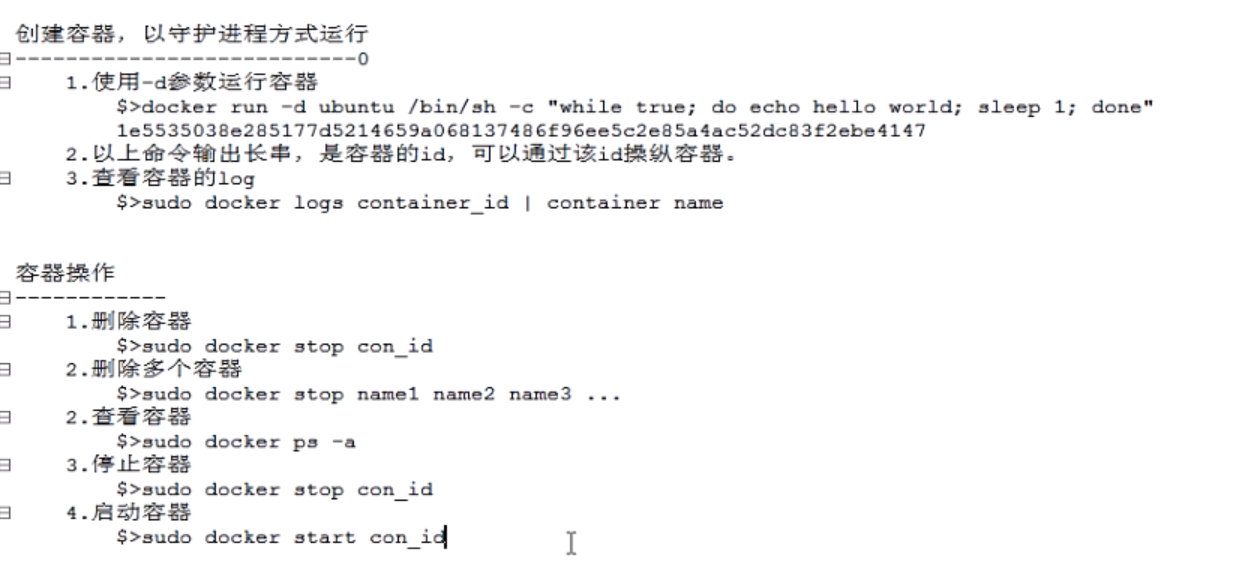 创建容器，以守护进程方式运行
---------------------------0
1.使用-d参数运行容器
$>docker run -d ubuntu /bin/sh -c "while true; do echo hello world; sleep 1; done"
1e5535038e285177d5214659a068137486f96ee5c2e85a4ac52dc83f2ebe4147
2.以上命令输出长串，是容器的id，可以通过该id操纵容器。
3.查看容器的log
$>sudo docker logs container_id | container name
容器操作
------------
1.删除容器
$>sudo docker stop con_id
2.删除多个容器
$>sudo docker stop name1 name2 name3 ...
2.查看容器
$>sudo docker ps -a
3.停止容器
$>sudo docker stop con_id
4.启动容器
$>sudo docker start con_id